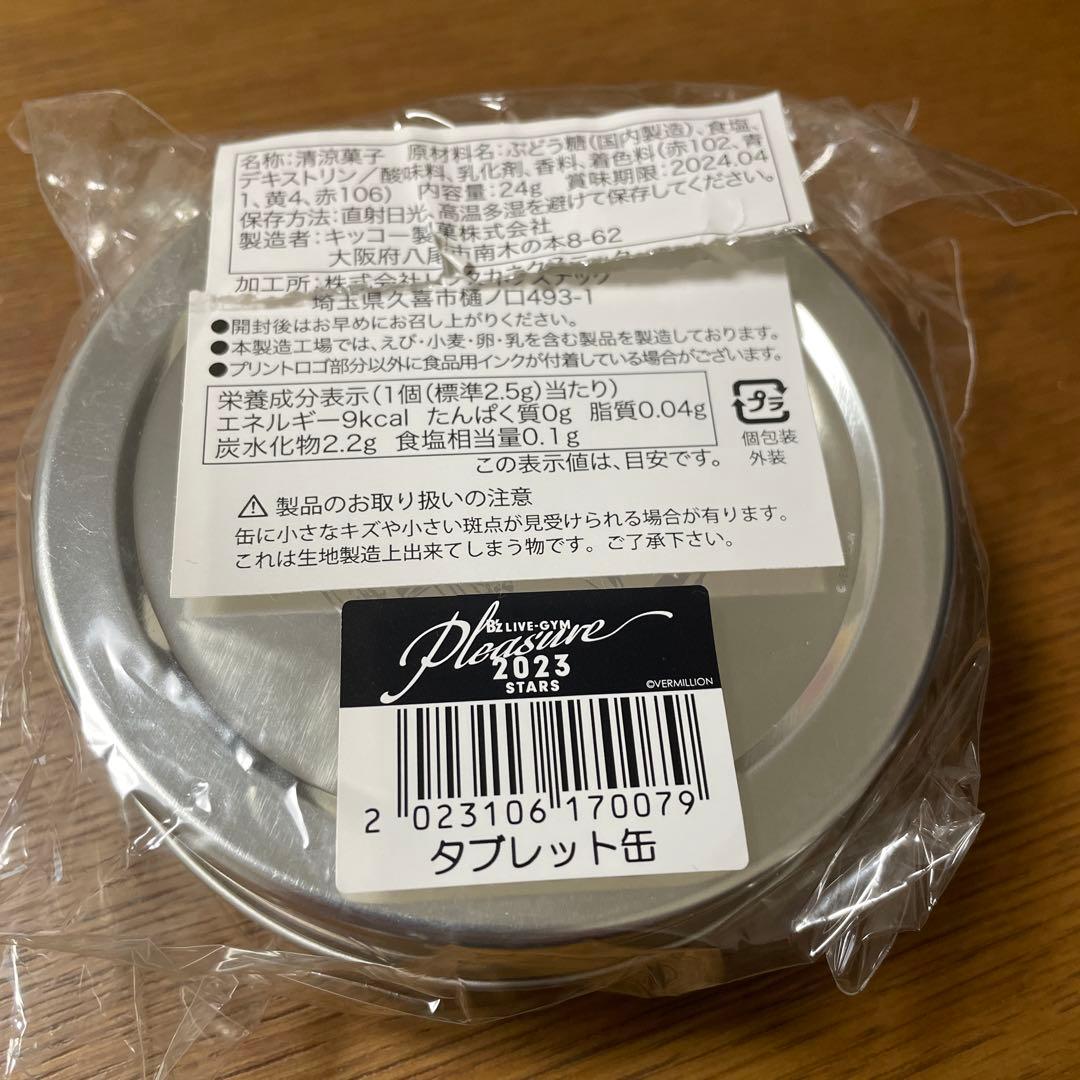 名称:清涼菓子　原材料名:ぶどう糖(国内製造)、食塩、
デキストリン/酸味料、乳化剤、香料、着色料(赤102、青
1、黄4、赤106)　内容量:24g　賞味期限:2024.04
保存方法:直射日光、高温多湿を避けて保存してください。
製造者:キッコー製菓株式会社
大阪府八尾市南木の本8-62
加工所:株式会社
埼玉県久喜市樋ノ口493-1
●開封後はお早めにお召し上がりください。
●本製造工場では、えび・小麦・卵・乳を含む製品を製造しております。
●プリントロゴ部分以外に食品用インクが付着している場合がございます。
栄養成分表示(1個(標準2.5g)当たり)
エネルギー9kcal　たんぱく質0g　脂質0.04g
炭水化物2.2g　食塩相当量0.1g
この表示値は、目安です。
プラ
個包装
外装
⚠ 製品のお取り扱いの注意
缶に小さなキズや小さい斑点が見受けられる場合が有ります。
これは生地製造上出来てしまう物です。ご了承下さい。
B'z LIVE-GYM
Pleasure
2023
STARS
©VERMILLION
2 023106 170079
タブレット缶